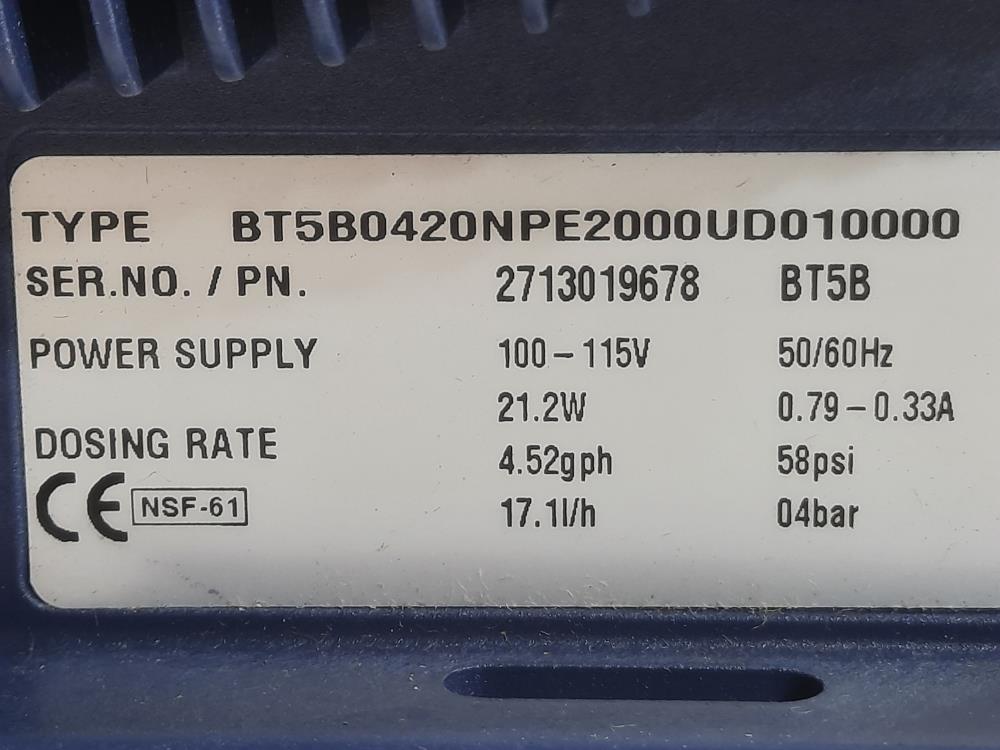 TYPE BT5B0420NPE2000UD010000
SER.NO. / PN. 2713019678 BT5B
POWER SUPPLY 100-115V 50/60Hz
21.2W 0.79-0.33A
DOSING RATE 4.52gph 58psi
CE NSF-61 17.1l/h 04bar